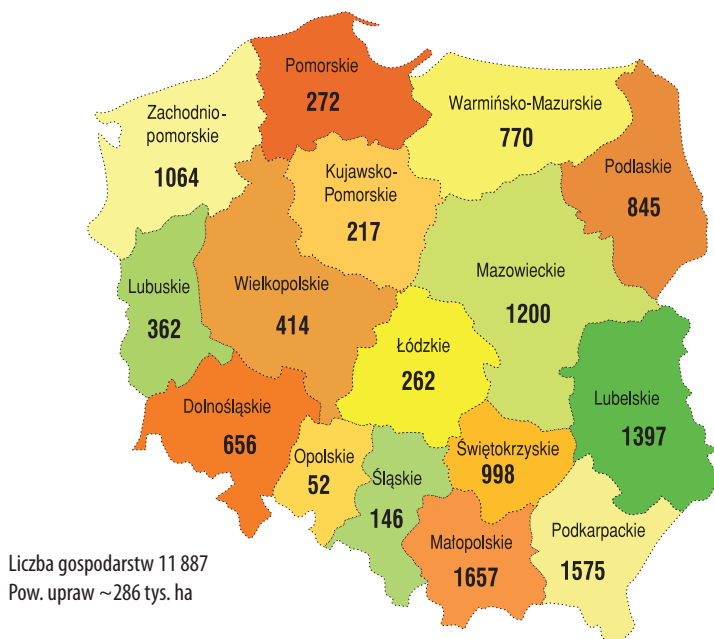 Pomorskie
272
Zachodnio-
pomorskie
1064
Warmińsko-Mazurskie
770
Podlaskie
845
Kujawsko-
Pomorskie
217
Lubuskie
362
Wielkopolskie
414
Mazowieckie
1200
Łódzkie
262
Lubelskie
1397
Dolnośląskie
656
Opolskie
52
Śląskie
146
Świętokrzyskie
998
Małopolskie
1657
Podkarpackie
1575
Liczba gospodarstw 11 887
Pow. upraw ~286 tys. ha